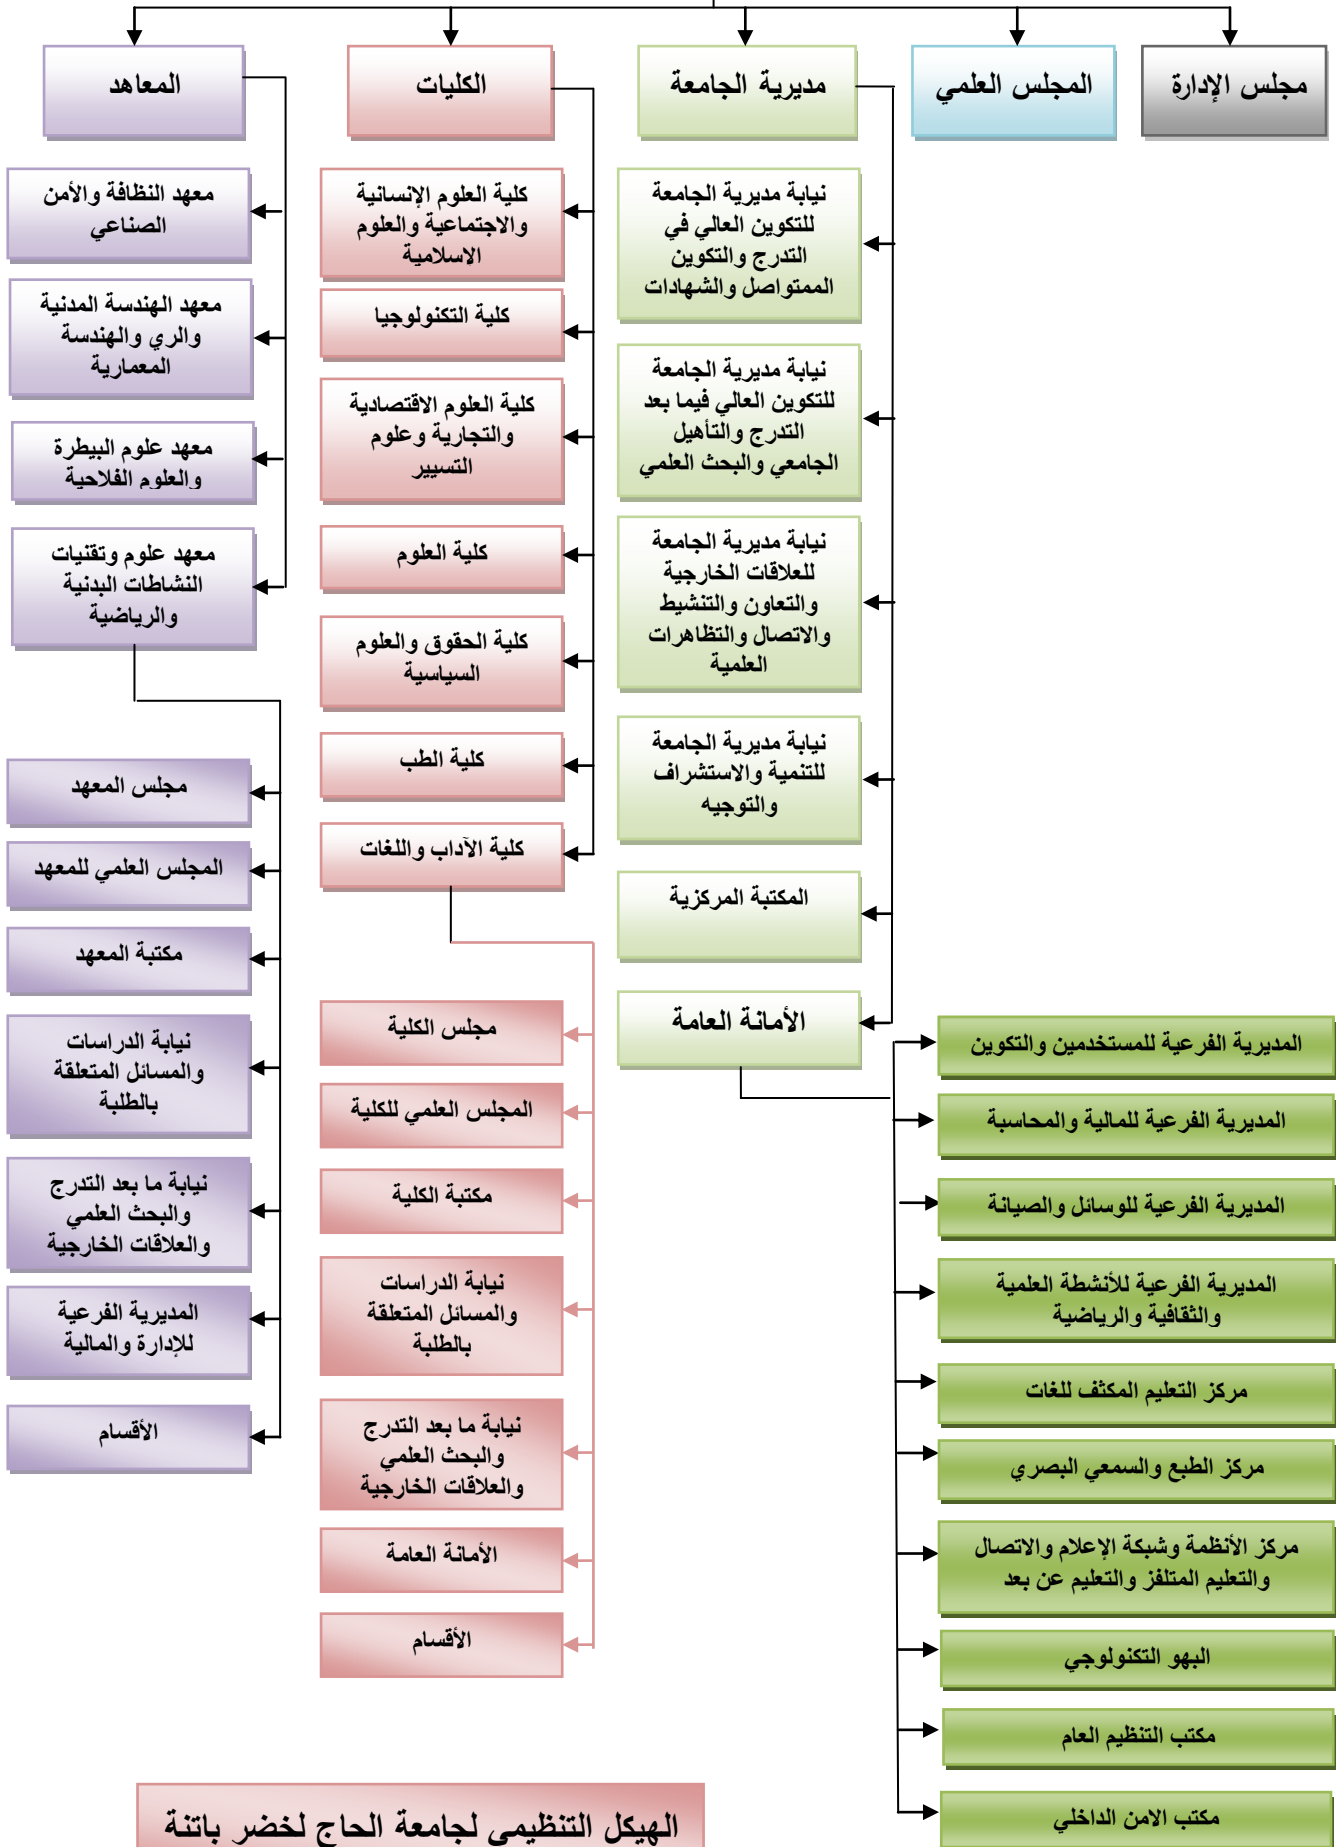 مجلس الإدارة
المجلس العلمي
مديرية الجامعة
الكليات
المعاهد
نيابة مديرية الجامعة
للتكوين العالي في
التدرج والتكوين
الممتواصل والشهادات
نيابة مديرية الجامعة
للتكوين العالي فيما بعد
التدرج والتأهيل
الجامعي والبحث العلمي
نيابة مديرية الجامعة
للعلاقات الخارجية
والتعاون والتنشيط
والاتصال والتظاهرات
العلمية
نيابة مديرية الجامعة
للتنمية والاستشراف
والتوجيه
المكتبة المركزية
الأمانة العامة
المديرية الفرعية للمستخدمين والتكوين
المديرية الفرعية للمالية والمحاسبة
المديرية الفرعية للوسائل والصيانة
المديرية الفرعية للأنشطة العلمية
والثقافية والرياضية
مركز التعليم المكثف للغات
مركز الطبع والسمعي البصري
مركز الأنظمة وشبكة الإعلام والاتصال
والتعليم المتلفز والتعليم عن بعد
البهو التكنولوجي
مكتب التنظيم العام
مكتب الامن الداخلي
كلية العلوم الإنسانية
والاجتماعية والعلوم
الاسلامية
كلية التكنولوجيا
كلية العلوم الاقتصادية
والتجارية وعلوم
التسيير
كلية العلوم
كلية الحقوق والعلوم
السياسية
كلية الطب
كلية الآداب واللغات
مجلس الكلية
المجلس العلمي للكلية
مكتبة الكلية
نيابة الدراسات
والمسائل المتعلقة
بالطلبة
نيابة ما بعد التدرج
والبحث العلمي
والعلاقات الخارجية
الأمانة العامة
الأقسام
معهد النظافة والأمن
الصناعي
معهد الهندسة المدنية
والري والهندسة
المعمارية
معهد علوم البيطرة
والعلوم الفلاحية
معهد علوم وتقنيات
النشاطات البدنية
والرياضية
مجلس المعهد
المجلس العلمي للمعهد
مكتبة المعهد
نيابة الدراسات
والمسائل المتعلقة
بالطلبة
نيابة ما بعد التدرج
والبحث العلمي
والعلاقات الخارجية
المديرية الفرعية
للإدارة والمالية
الأقسام
الهيكل التنظيمي لجامعة الحاج لخضر باتنة